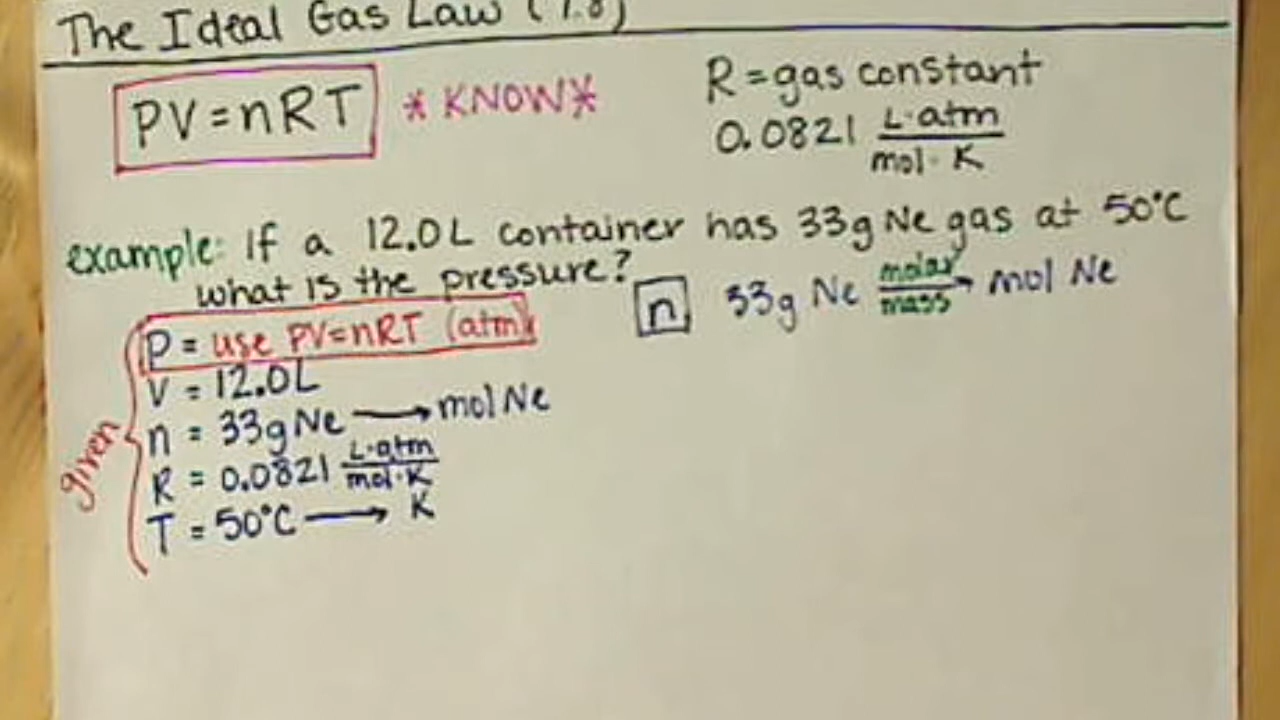 The Ideal Gas Law (7.8)
PV=nRT *KNOW*
R=gas constant
0.0821 L·atm
mol·K
example: If a 12.0L container has 33g Ne gas at 50°C
what is the pressure?
P = use PV=nRT (atm)
V = 12.0L
n = 33g Ne → mol Ne
R = 0.0821 L·atm
mol·K
T = 50°C → K
given
n 33g Ne molar mass → mol Ne